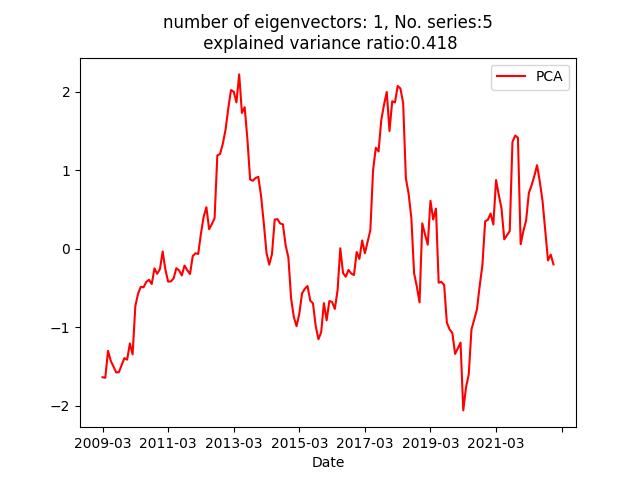 number of eigenvectors: 1, No. series:5
explained variance ratio:0.418
PCA
2
1
0
−1
−2
2009-03 2011-03 2013-03 2015-03 2017-03 2019-03 2021-03
Date